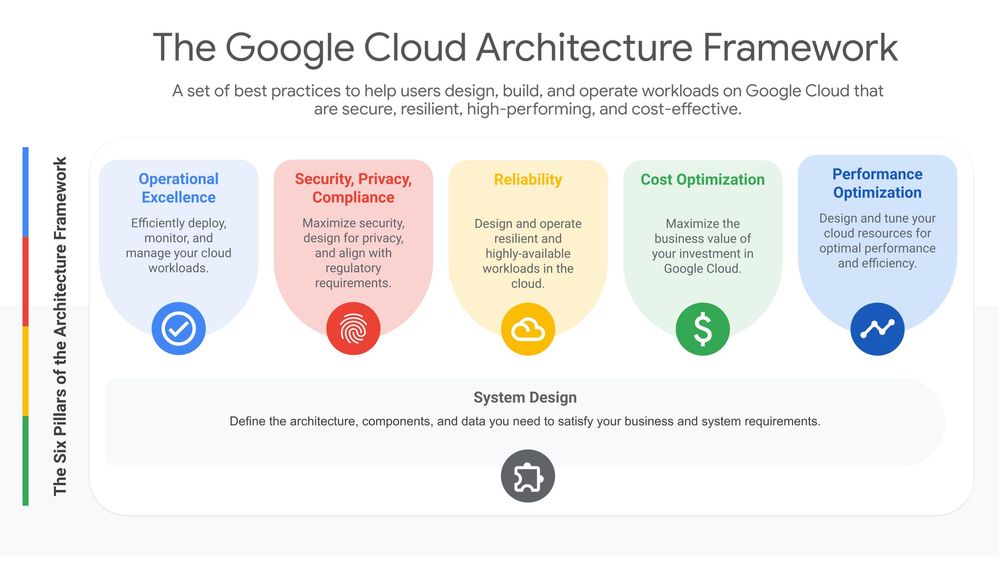 The Google Cloud Architecture Framework
A set of best practices to help users design, build, and operate workloads on Google Cloud that
are secure, resilient, high-performing, and cost-effective.
The Six Pillars of the Architecture Framework
Operational
Excellence
Efficiently deploy,
monitor, and
manage your cloud
workloads.
Security, Privacy,
Compliance
Maximize security,
design for privacy,
and align with
regulatory
requirements.
Reliability
Design and operate
resilient and
highly-available
workloads in the
cloud.
Cost Optimization
Maximize the
business value of
your investment in
Google Cloud.
Performance
Optimization
Design and tune your
cloud resources for
optimal performance
and efficiency.
$
System Design
Define the architecture, components, and data you need to satisfy your business and system requirements.